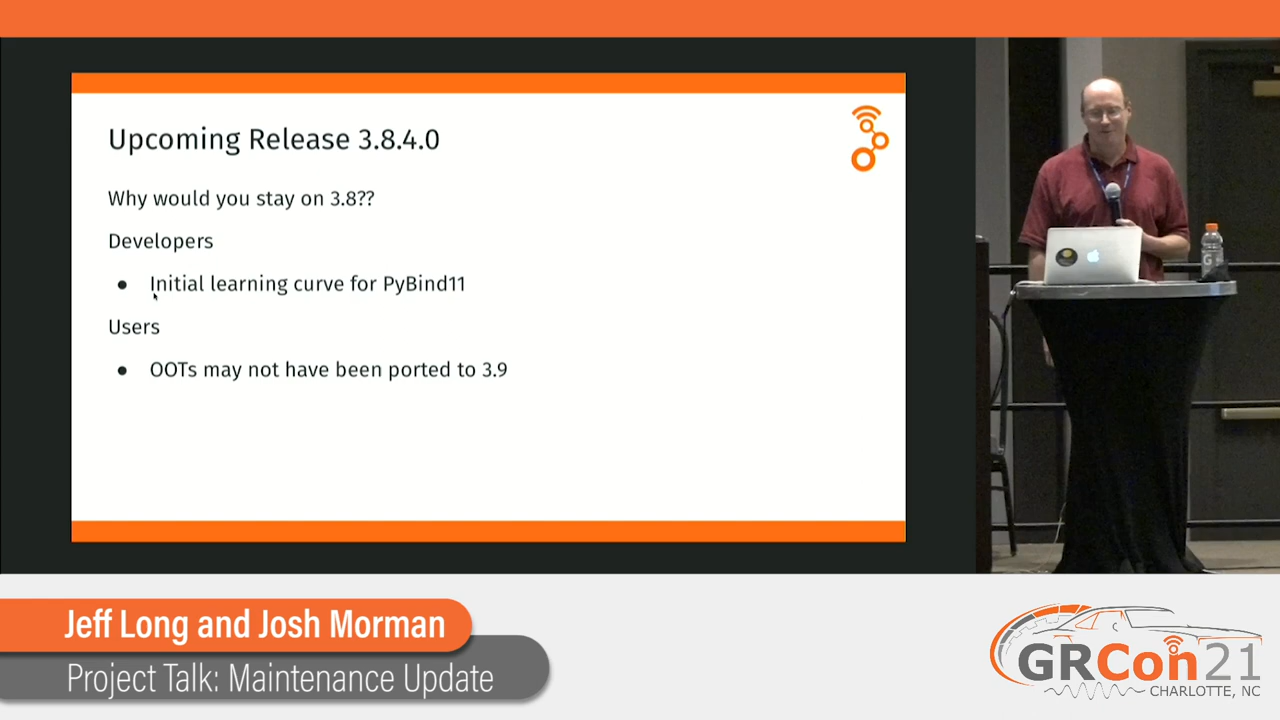 Upcoming Release 3.8.4.0
Why would you stay on 3.8??
Developers
● Initial learning curve for PyBind11
Users
● OOTs may not have been ported to 3.9
G
Jeff Long and Josh Morman
Project Talk: Maintenance Update
GRCon21
CHARLOTTE, NC